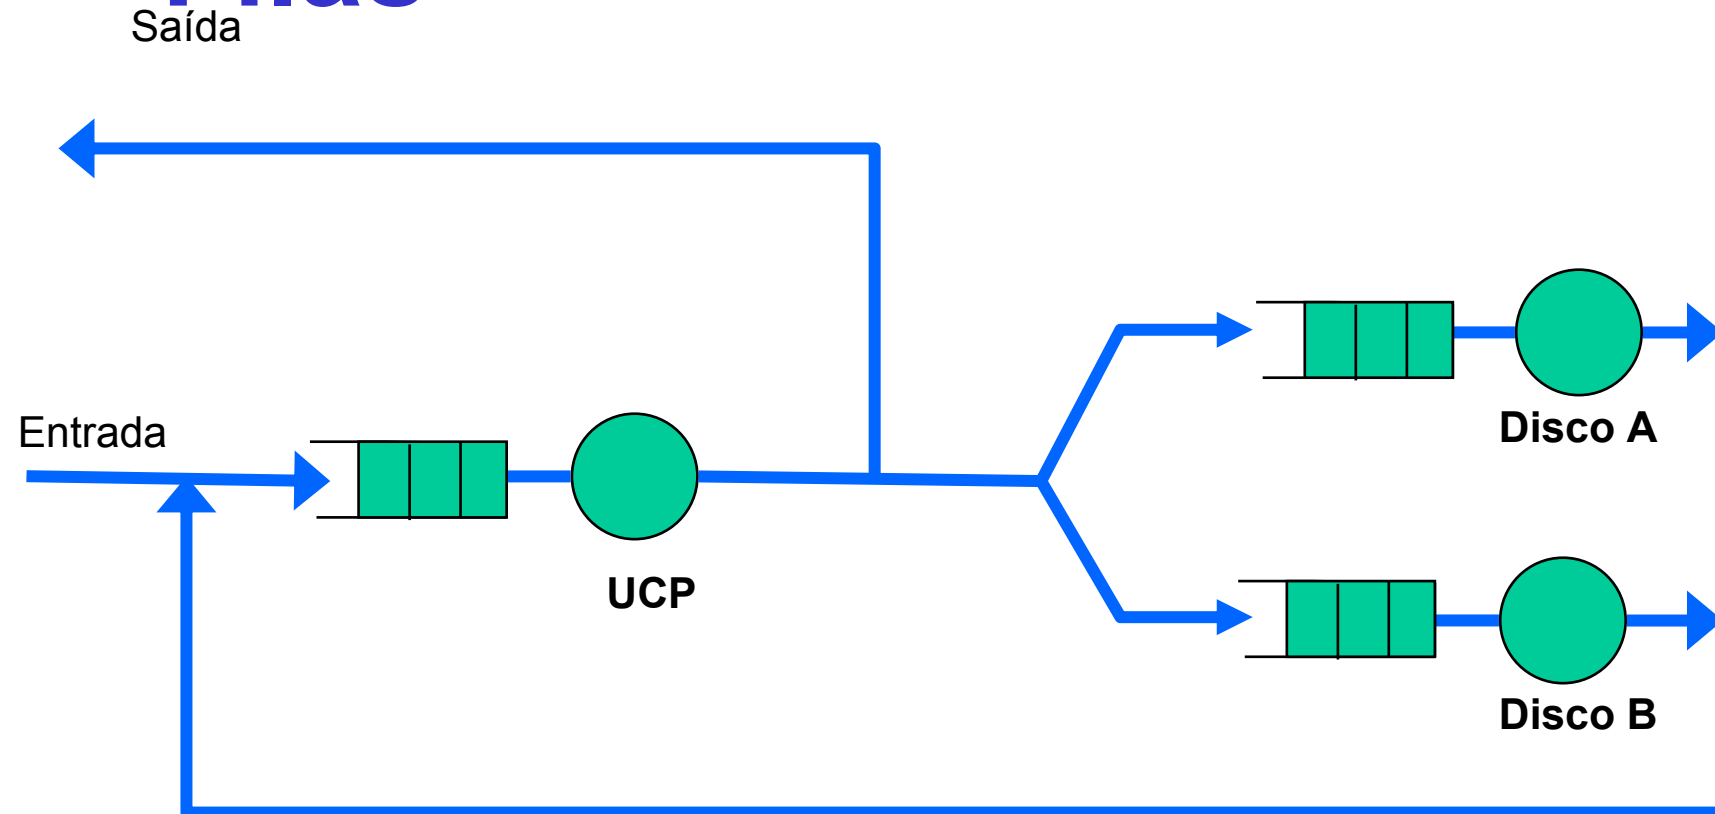 Saída
Entrada
UCP
Disco A
Disco B